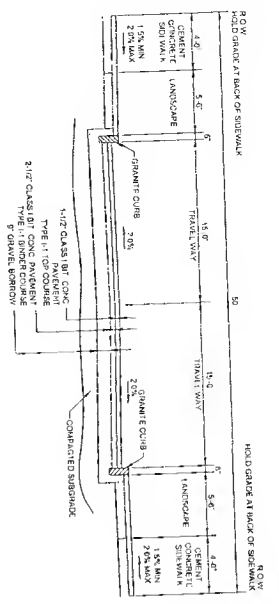 R O W
HOLD GRADE AT BACK OF SIDEWALK
R O W
HOLD GRADE AT BACK OF SIDEWALK
50
4'-0"
5'-6"
6"
15'-0"
TRAVEL WAY
15'-0"
TRAVEL WAY
6"
5'-6"
4'-0"
CEMENT
CONCRETE
SIDEWALK
1.5% MIN
2.0% MAX
LANDSCAPE
GRANITE CURB
2.0%
2.0%
GRANITE CURB
LANDSCAPE
CEMENT
CONCRETE
SIDEWALK
1.5% MIN
2.0% MAX
1-1/2" CLASS I BIT CONC
PAVEMENT
TYPE I-1 TOP COURSE
2-1/2" CLASS I BIT CONC PAVEMENT
TYPE I-1 BINDER COURSE
GRAVEL BORROW
COMPACTED SUBGRADE